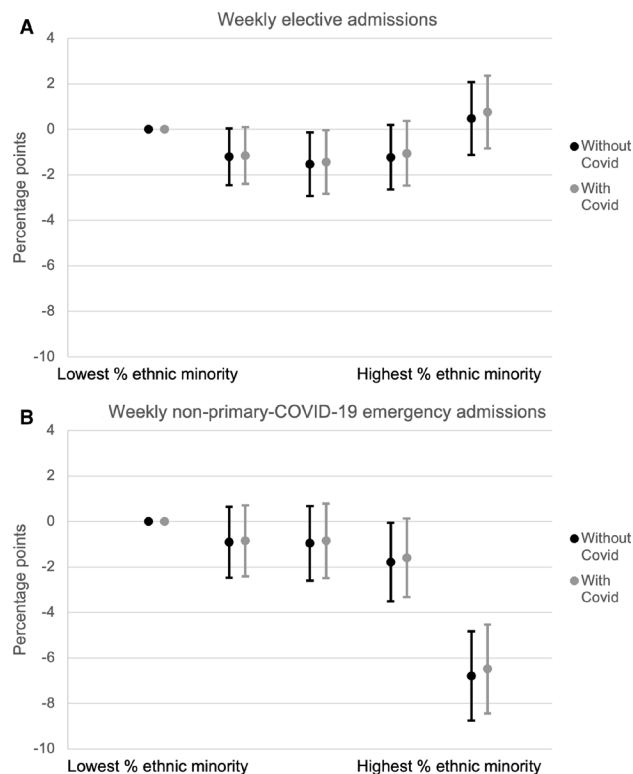 A
Weekly elective admissions
4
2
0
-2
-4
-6
-8
-10
Percentage points
Without
Covid
With
Covid
Lowest % ethnic minority
Highest % ethnic minority
B
Weekly non-primary-COVID-19 emergency admissions
4
2
0
-2
-4
-6
-8
-10
Percentage points
Without
Covid
With
Covid
Lowest % ethnic minority
Highest % ethnic minority